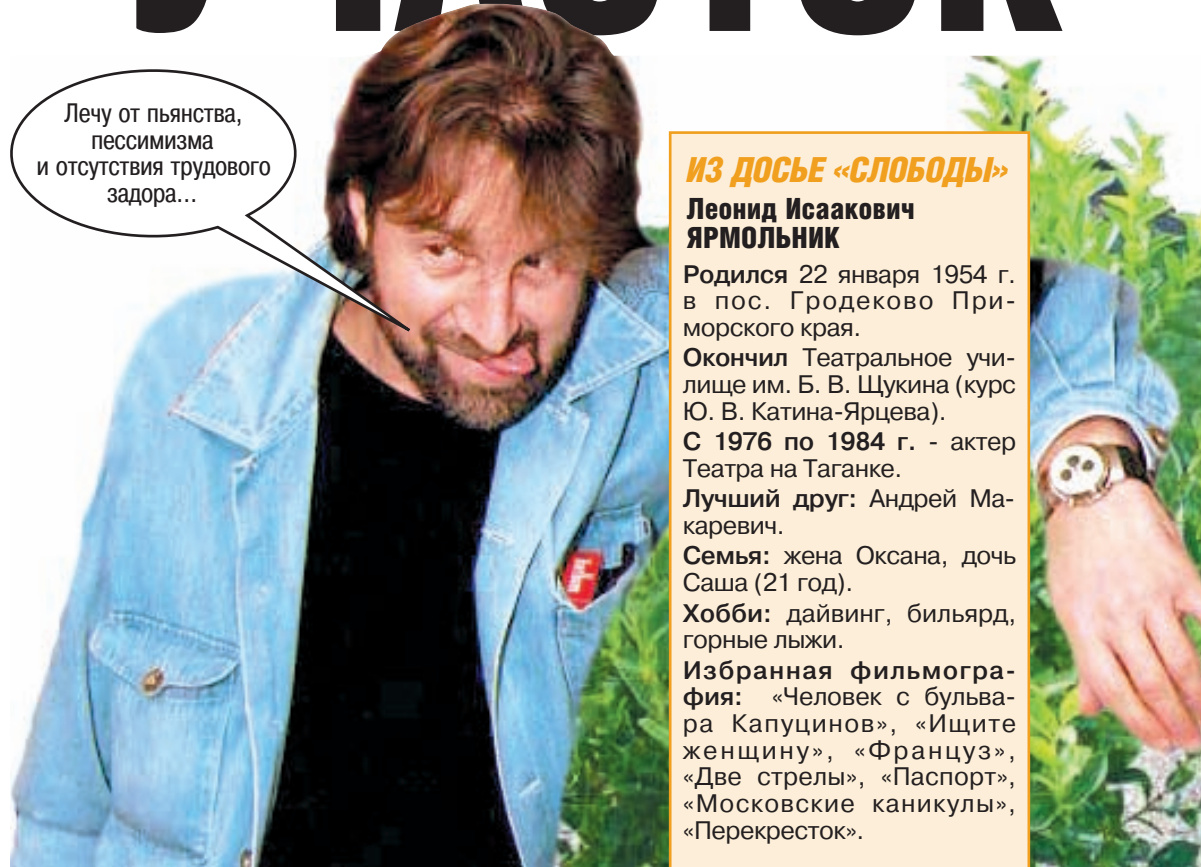 УЧАСТОК
Лечу от пьянства,
пессимизма
и отсутствия трудового
задора...
ИЗ ДОСЬЕ «СЛОБОДЫ»
Леонид Исаакович
ЯРМОЛЬНИК
Родился 22 января 1954 г.
в пос. Гродеково При-
морского края.
Окончил Театральное учи-
лище им. Б. В. Щукина (курс
Ю. В. Катина-Ярцева).
С 1976 по 1984 г. - актер
Театра на Таганке.
Лучший друг: Андрей Ма-
каревич.
Семья: жена Оксана, дочь
Саша (21 год).
Хобби: дайвинг, бильярд,
горные лыжи.
Избранная фильмогра-
фия: «Человек с бульва-
ра Капуцинов», «Ищите
женщину», «Француз»,
«Две стрелы», «Паспорт»,
«Московские каникулы»,
«Перекресток».